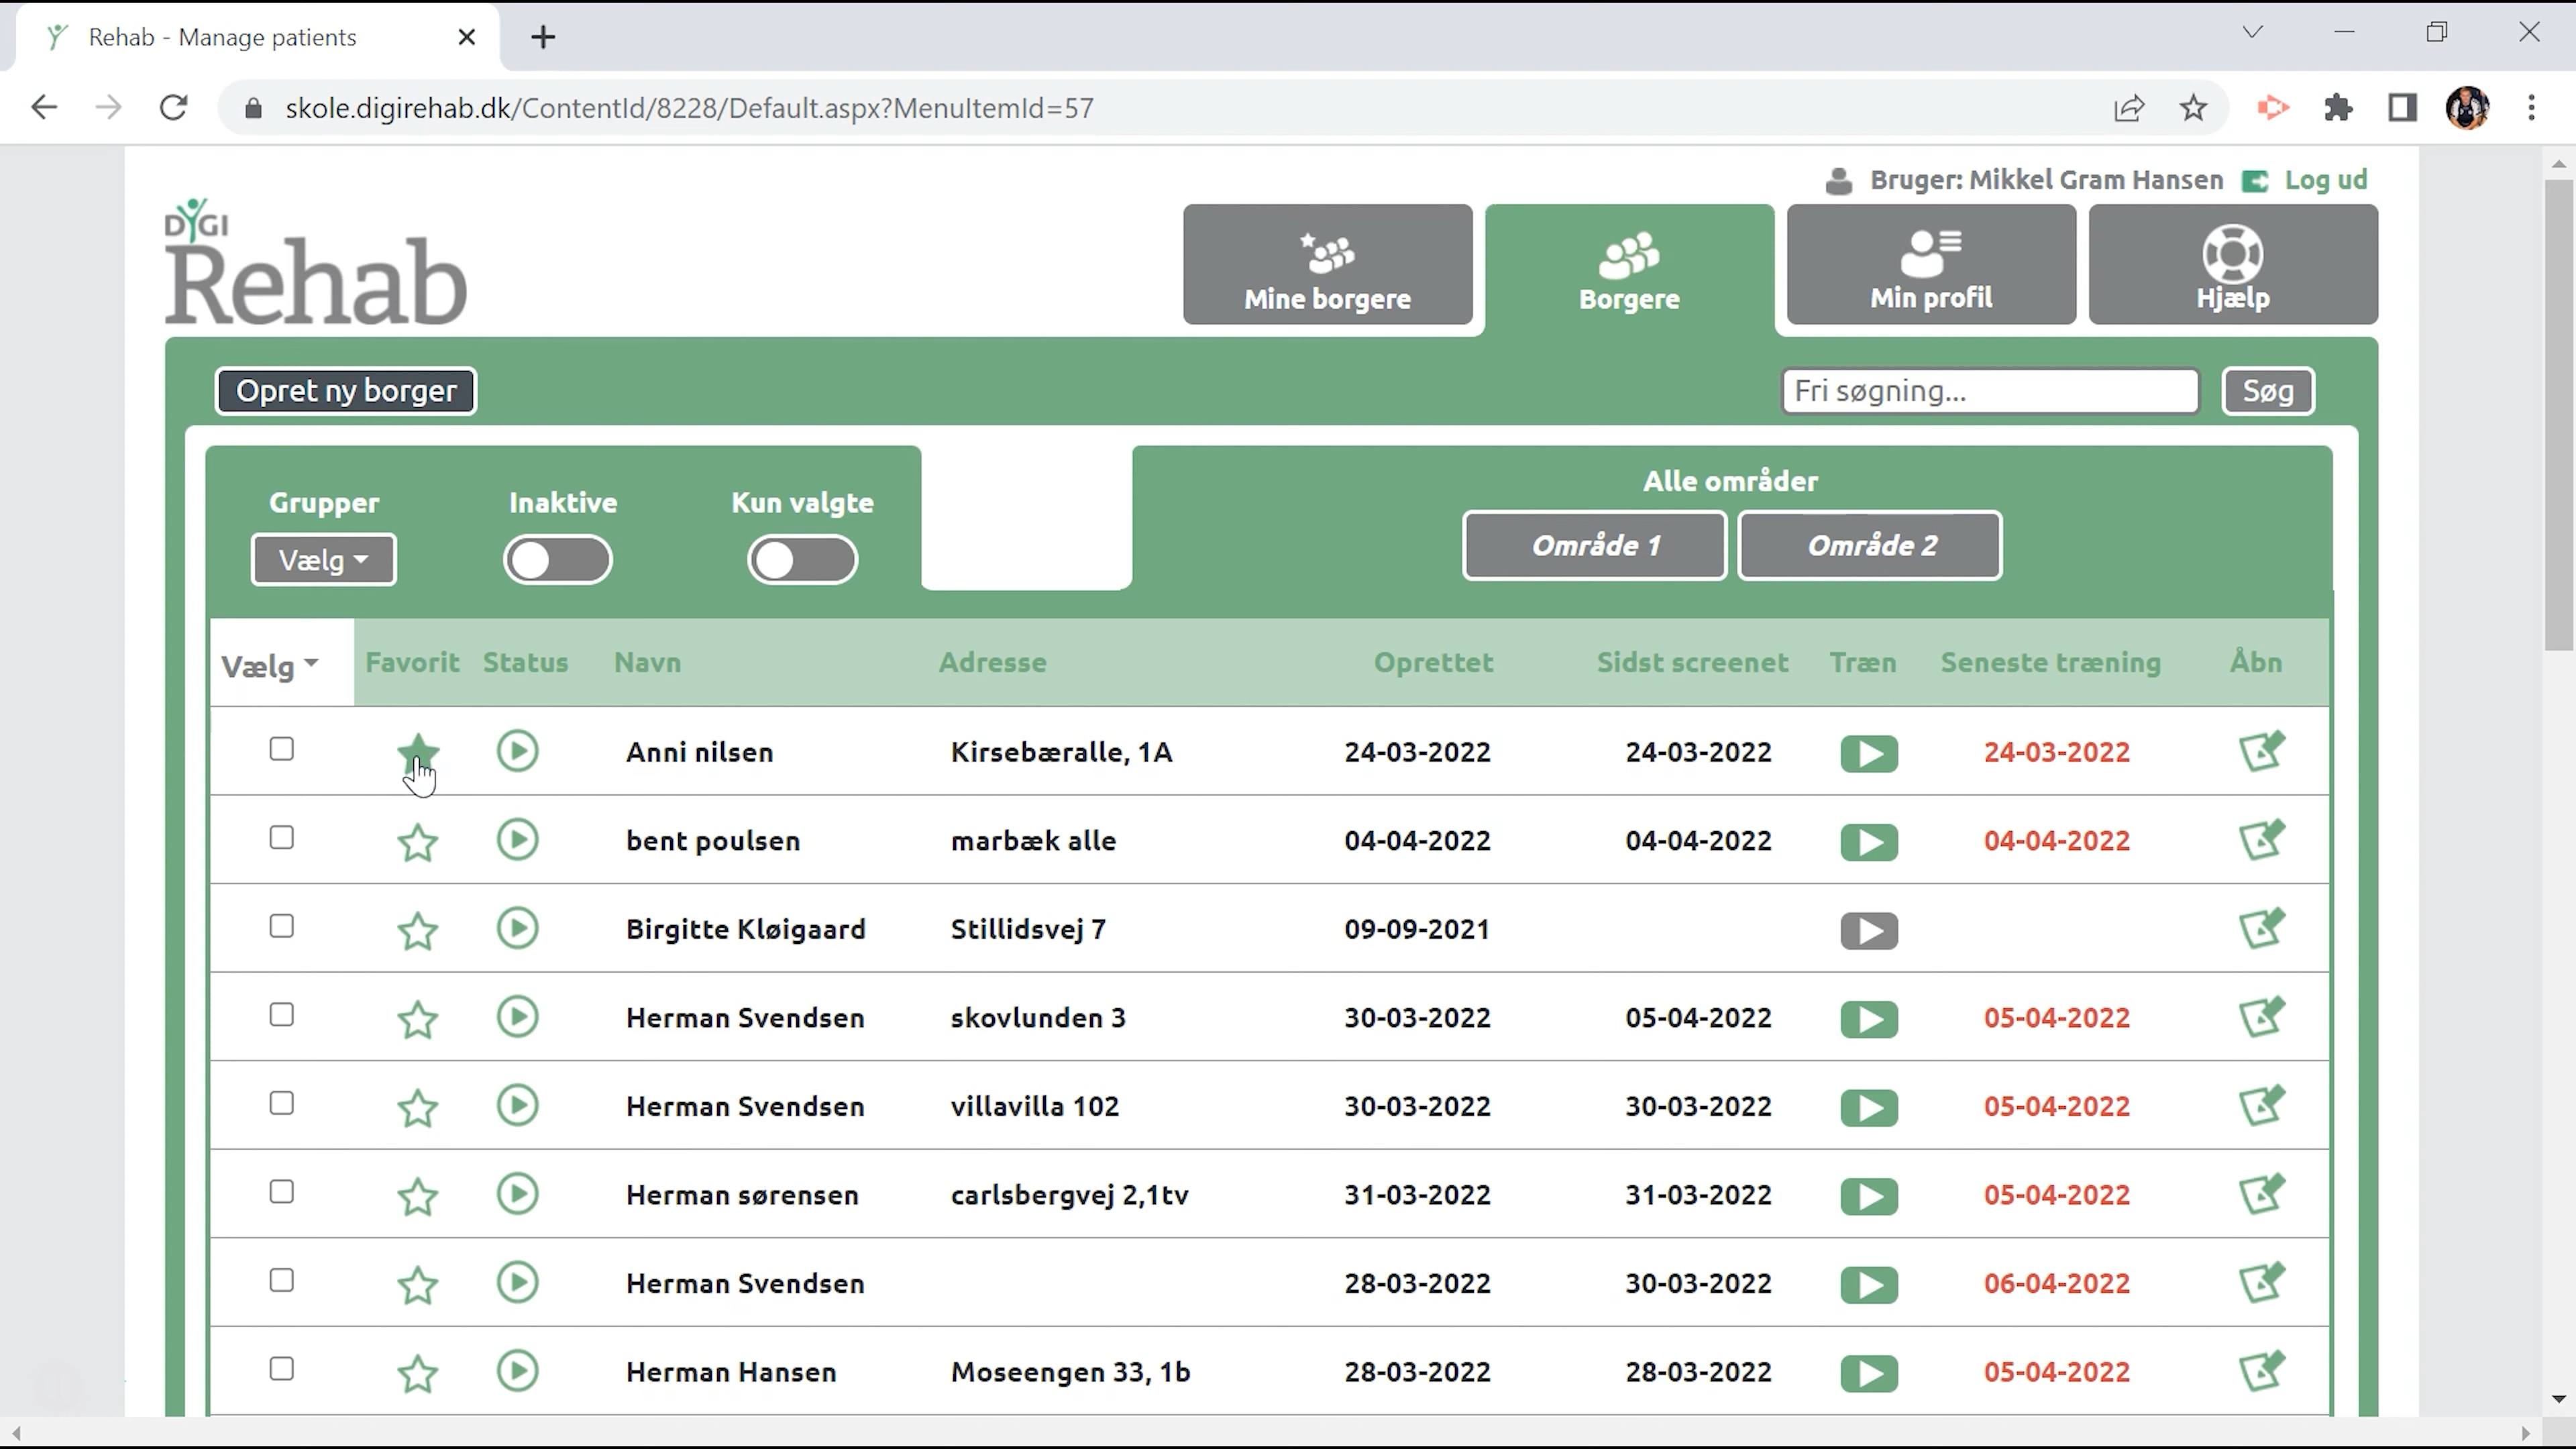 Rehab - Manage patients
skole.digirehab.dk/ContentId/8228/Default.aspx?MenuItemId=57
Bruger: Mikkel Gram Hansen Log ud
DYGI
Rehab
Mine borgere Borgere Min profil Hjælp
Opret ny borger Fri søgning... Søg
Alle områder
Grupper Inaktive Kun valgte
Vælg Område 1 Område 2
Vælg Favorit Status Navn Adresse Oprettet Sidst screenet Træn Seneste træning Åbn
Anni nilsen Kirsebæralle, 1A 24-03-2022 24-03-2022 24-03-2022
bent poulsen marbæk alle 04-04-2022 04-04-2022 04-04-2022
Birgitte Kløigaard Stillidsvej 7 09-09-2021
Herman Svendsen skovlunden 3 30-03-2022 05-04-2022 05-04-2022
Herman Svendsen villavilla 102 30-03-2022 30-03-2022 05-04-2022
Herman sørensen carlsbergvej 2,1tv 31-03-2022 31-03-2022 05-04-2022
Herman Svendsen 28-03-2022 30-03-2022 06-04-2022
Herman Hansen Moseengen 33, 1b 28-03-2022 28-03-2022 05-04-2022